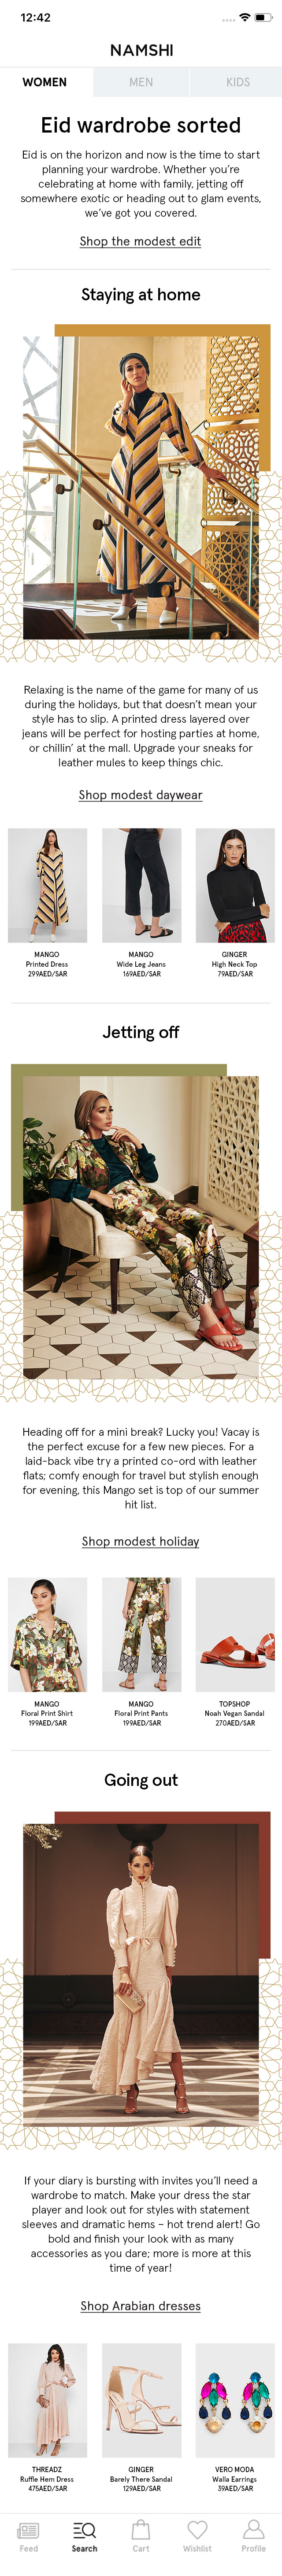 12:42
NAMSHI
WOMEN MEN KIDS
Eid wardrobe sorted
Eid is on the horizon and now is the time to start
planning your wardrobe. Whether you're
celebrating at home with family, jetting off
somewhere exotic or heading out to glam events,
we've got you covered.
Shop the modest edit
Staying at home
Relaxing is the name of the game for many of us
during the holidays, but that doesn't mean your
style has to slip. A printed dress layered over
jeans will be perfect for hosting parties at home,
or chillin' at the mall. Upgrade your sneaks for
leather mules to keep things chic.
Shop modest daywear
MANGO
Printed Dress
299AED/SAR
MANGO
Wide Leg Jeans
169AED/SAR
GINGER
High Neck Top
79AED/SAR
Jetting off
Heading off for a mini break? Lucky you! Vacay is
the perfect excuse for a few new pieces. For a
laid-back vibe try a printed co-ord with leather
flats; comfy enough for travel but stylish enough
for evening, this Mango set is top of our summer
hit list.
Shop modest holiday
MANGO
Floral Print Shirt
199AED/SAR
MANGO
Floral Print Pants
199AED/SAR
TOPSHOP
Noah Vegan Sandal
270AED/SAR
Going out
If your diary is bursting with invites you'll need a
wardrobe to match. Make your dress the star
player and look out for styles with statement
sleeves and dramatic hems – hot trend alert! Go
bold and finish your look with as many
accessories as you dare; more is more at this
time of year!
Shop Arabian dresses
THREADZ
Ruffle Hem Dress
475AED/SAR
GINGER
Barely There Sandal
129AED/SAR
VERO MODA
Walla Earrings
39AED/SAR
Feed Search Cart Wishlist Profile